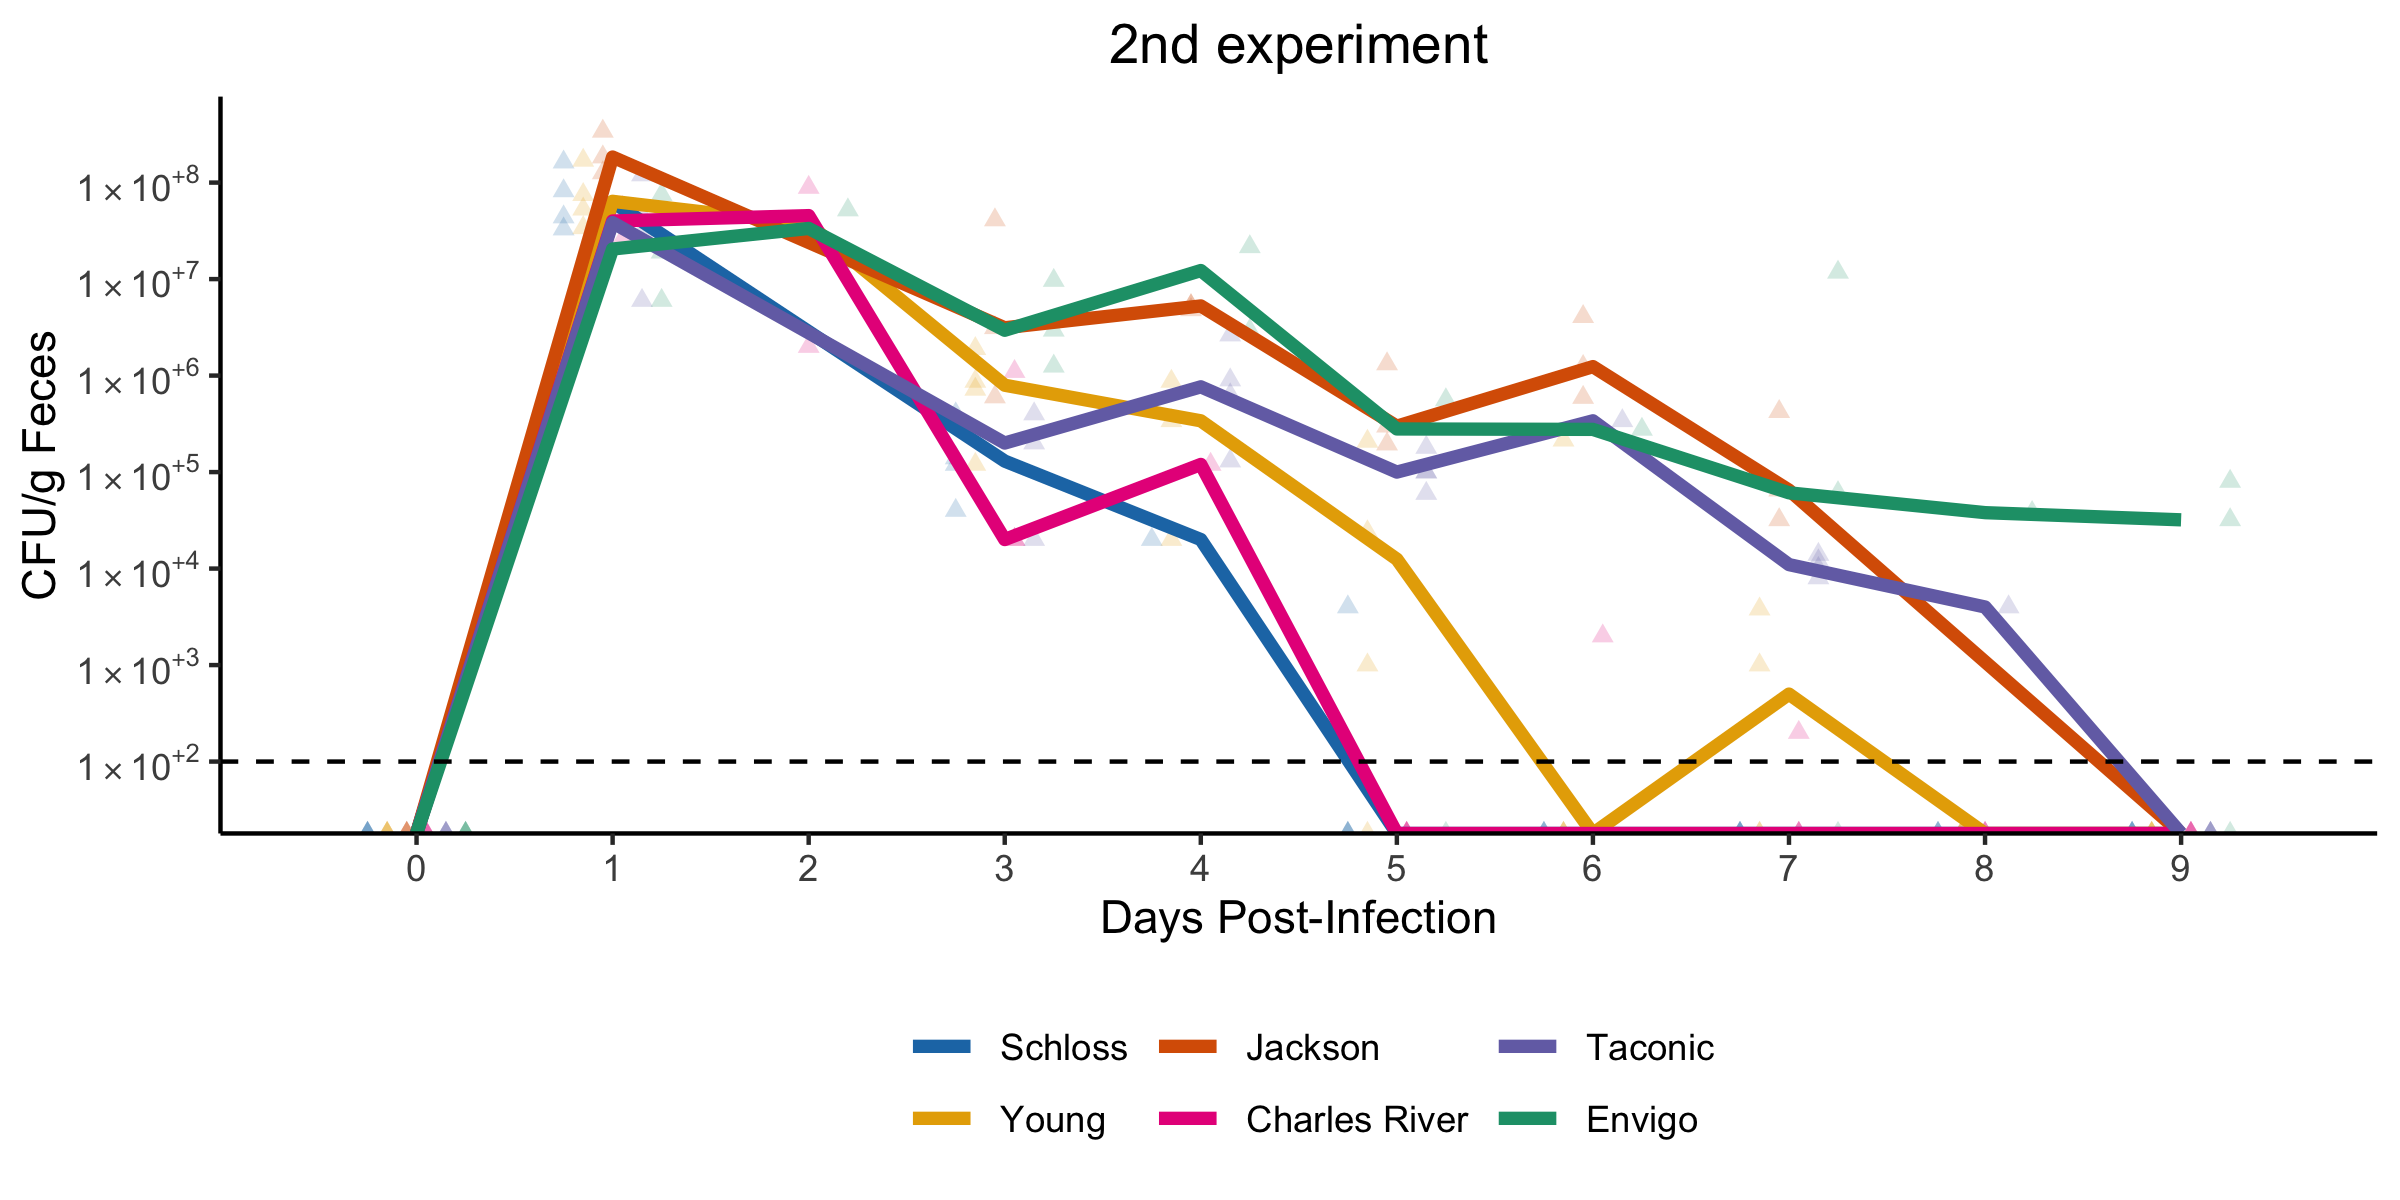 2nd experiment
CFU/g Feces
1×10⁺⁸
1×10⁺⁷
1×10⁺⁶
1×10⁺⁵
1×10⁺⁴
1×10⁺³
1×10⁺²
0 1 2 3 4 5 6 7 8 9
Days Post-Infection
Schloss Jackson Taconic
Young Charles River Envigo